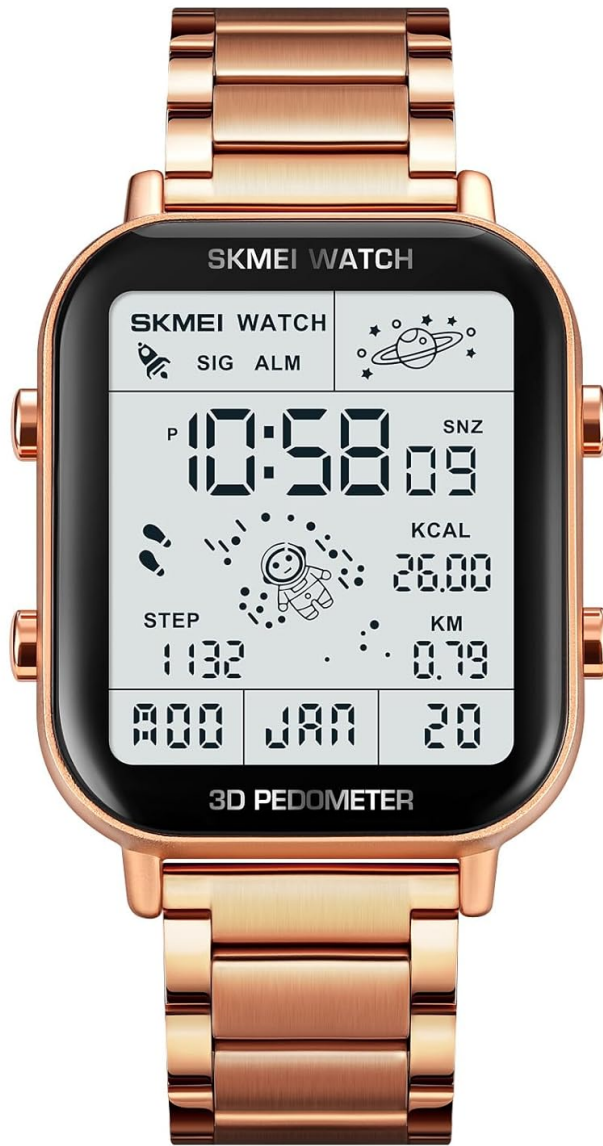 SKMEI WATCH
SKMEI WATCH
SIG ALM
P 10:58 09
SNZ
KCAL
26.00
STEP
1132
KM
0.79
JAN 20
3D PEDOMETER